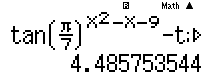 R Math ▲
tan(π/7)^x²-x-9 -t:▷
4.485753544